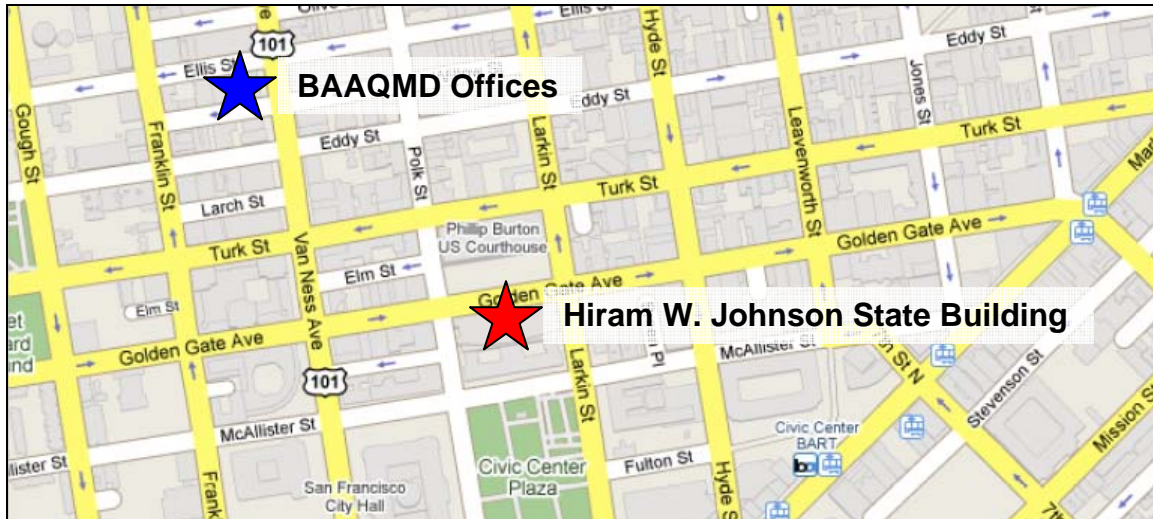 Ellis St
101
BAAQMD Offices
Ellis St
Hyde St
Eddy St
Jones St
Eddy St
Gough St
Franklin St
Eddy St
Polk St
Larkin St
Leavenworth St
Turk St
Turk St
Larch St
Turk St
Van Ness Ave
Phillip Burton
US Courthouse
Elm St
Elm St
Golden Gate Ave
Golden Gate Ave
Golden Gate Ave
Hiram W. Johnson State Building
McAllister St
Larkin St
101
McAllister St
Stevenson St
Mission St
Civic Center
BART
Fulton St
Hyde St
Civic Center
Plaza
San Francisco
City Hall